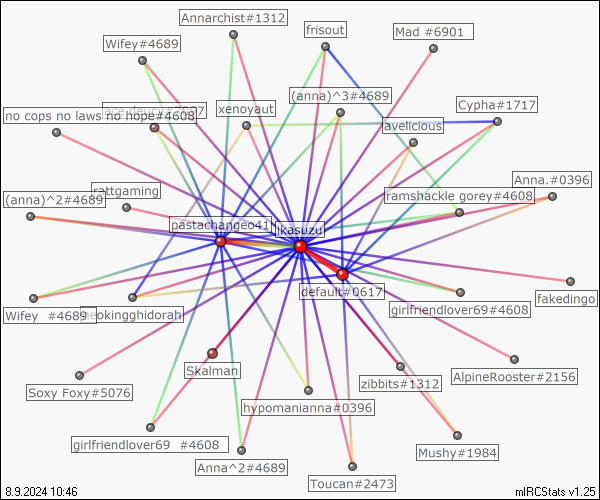 Annarchist#1312
frisout
Mad #6901
Wifey#4689
(anna)^3#4689
Cypha#1717
xenoyaut
no cops no laws no hope#4608
avelicious
Anna.#0396
rattgaming
ramshackle gorey#4608
(anna)^2#4689
pastachangeo41
ikasuzu
default#0617
fakedingo
girlfriendlover69#4608
Wifey #4689
okingghidorah
Skalman
AlpineRooster#2156
zibbits#1312
Soxy Foxy#5076
hypomanianna#0396
girlfriendlover69 #4608
Mushy#1984
Anna^2#4689
Toucan#2473
8.9.2024 10:46
mIRCStats v1.25